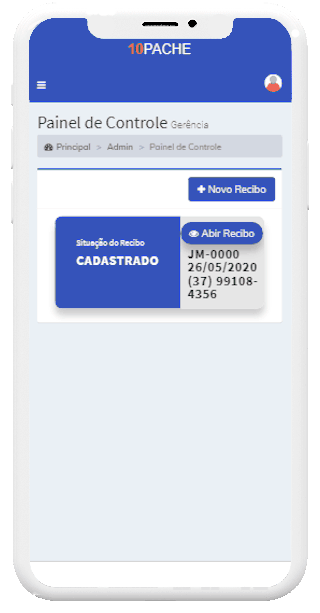 10PACHE
Painel de Controle Gerência
Principal > Admin > Painel de Controle
+ Novo Recibo
Situação do Recibo
CADASTRADO
Abir Recibo
JM-0000
26/05/2020
(37) 99108-
4356